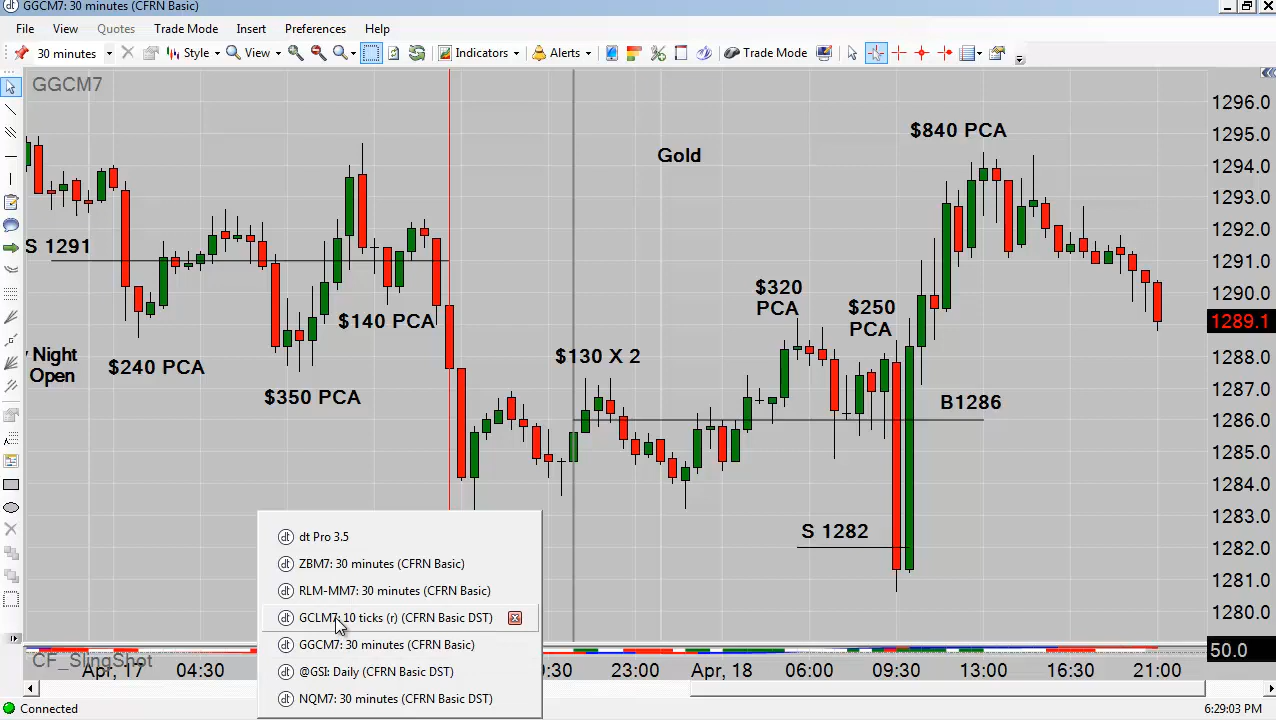 GGCM7: 30 minutes (CFRN Basic)
File View Quotes Trade Mode Insert Preferences Help
30 minutes Style View Indicators Alerts Trade Mode
GGCM7
1296.0
$840 PCA
1295.0
Gold
1294.0
1293.0
1292.0
S 1291
1291.0
$320
PCA
1290.0
$250
PCA
$140 PCA
1289.1
Night
Open
$130 X 2
1288.0
$240 PCA
1287.0
$350 PCA
B1286
1286.0
1285.0
1284.0
1283.0
S 1282
1282.0
1281.0
1280.0
dt Pro 3.5
ZBM7: 30 minutes (CFRN Basic)
RLM-MM7: 30 minutes (CFRN Basic)
GCLM7: 10 ticks (r) (CFRN Basic DST)
GGCM7: 30 minutes (CFRN Basic)
@GSI: Daily (CFRN Basic DST)
NQM7: 30 minutes (CFRN Basic DST)
CF_SlingShot
50.0
Apr, 17 04:30 :30 23:00 Apr, 18 06:00 09:30 13:00 17:00 21:00
Connected
6:29:03 PM